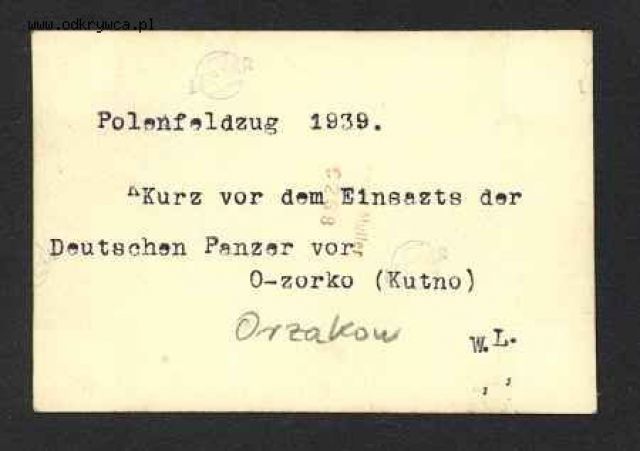 www.odkrywca.pl
Polenfeldzug 1939.
"Kurz vor dem Einsazts der
Deutschen Panzer vor
O-zorko (Kutno)
Orzakow
W.L.